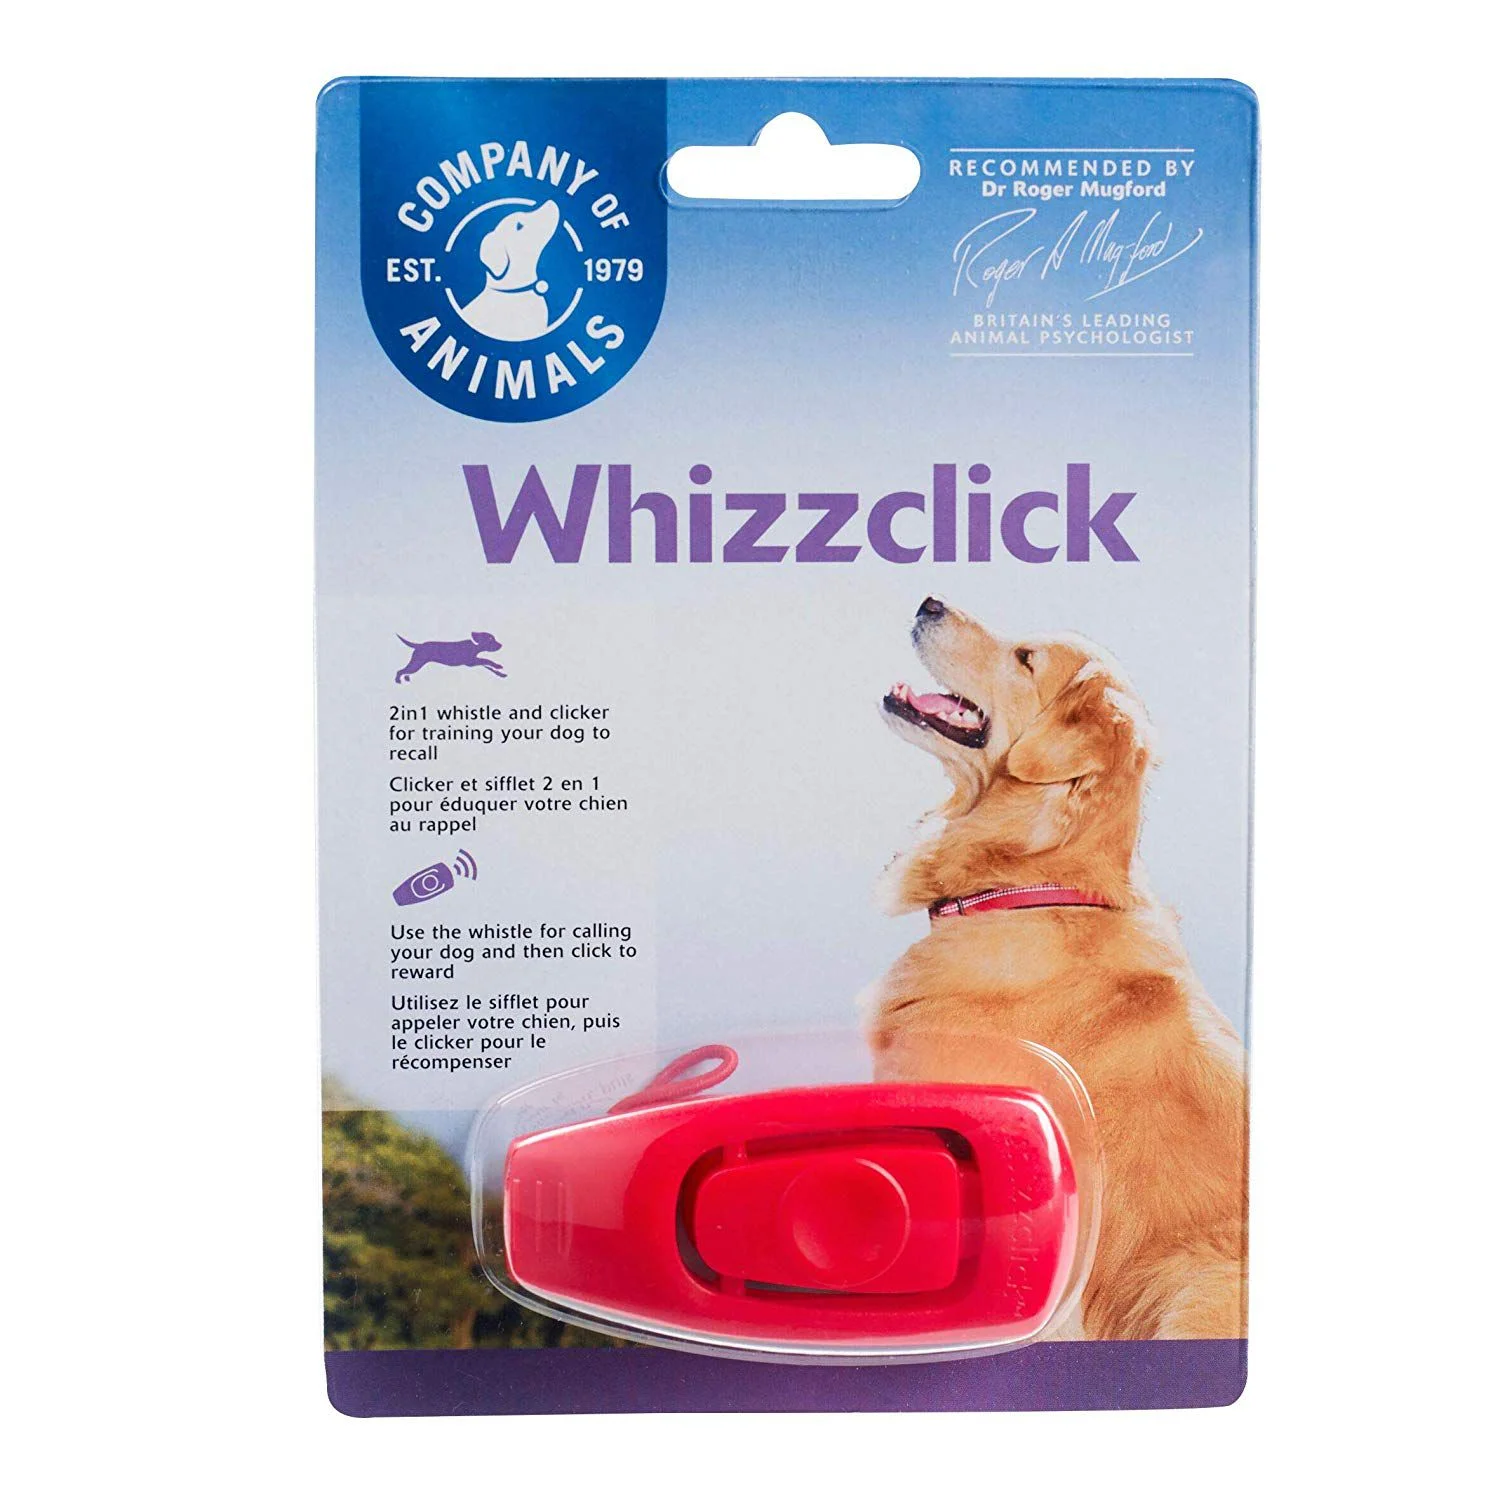 COMPANY OF
EST. 1979
ANIMALS
RECOMMENDED BY
Dr Roger Mugford
Roger A Mugford
BRITAIN'S LEADING
ANIMAL PSYCHOLOGIST
Whizzclick
2in1 whistle and clicker
for training your dog to
recall
Clicker et sifflet 2 en 1
pour éduquer votre chien
au rappel
Use the whistle for calling
your dog and then click to
reward
Utilisez le sifflet pour
appeler votre chien, puis
le clicker pour le
récompenser
whizzclick